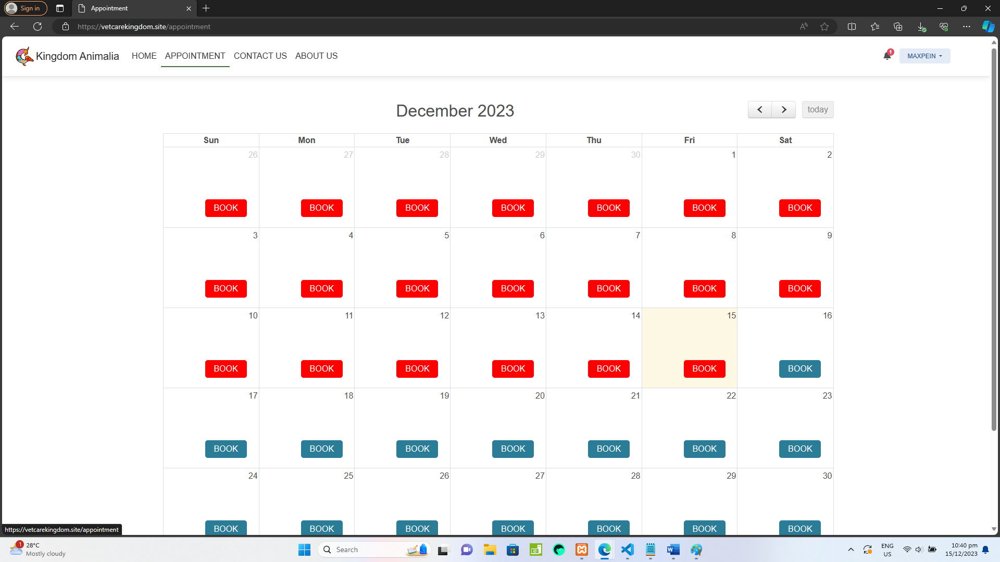 Sign in
Appointment
https://vetcarekingdom.site/appointment
Kingdom Animalia HOME APPOINTMENT CONTACT US ABOUT US 1 MAXPEIN
December 2023 today
Sun Mon Tue Wed Thu Fri Sat
26 27 28 29 30 1 2
BOOK BOOK BOOK BOOK BOOK BOOK BOOK
3 4 5 6 7 8 9
BOOK BOOK BOOK BOOK BOOK BOOK BOOK
10 11 12 13 14 15 16
BOOK BOOK BOOK BOOK BOOK BOOK BOOK
17 18 19 20 21 22 23
BOOK BOOK BOOK BOOK BOOK BOOK BOOK
24 25 26 27 28 29 30
BOOK BOOK BOOK BOOK BOOK BOOK BOOK
https://vetcarekingdom.site/appointment
1 28°C
Mostly cloudy
Search
ENG
US
10:40 pm
15/12/2023